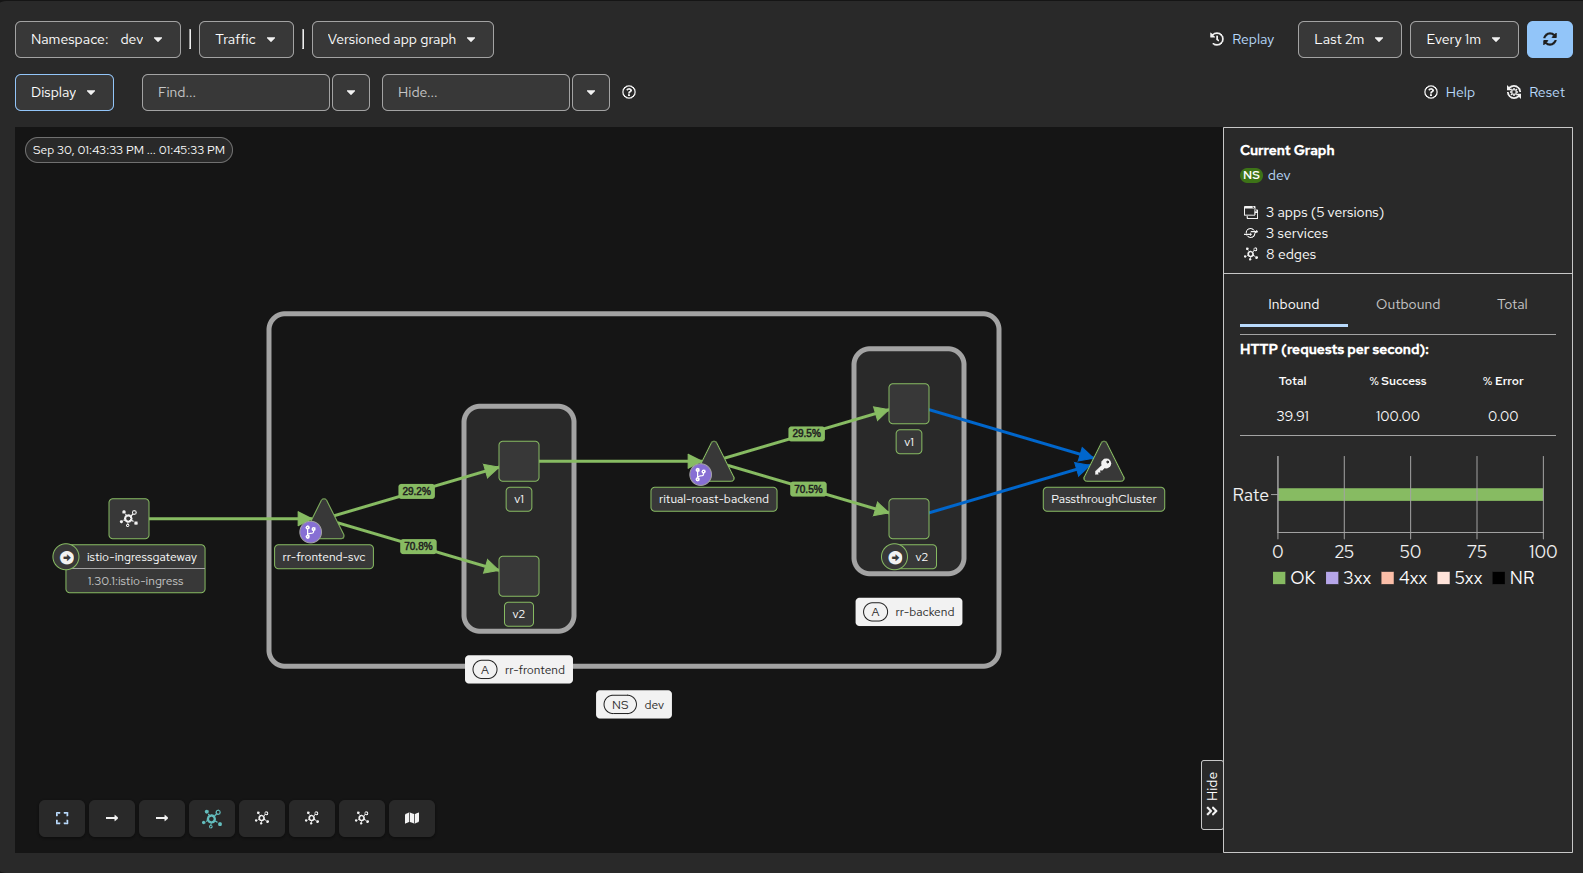 Namespace: dev
Traffic
Versioned app graph
Replay
Last 2m
Every 1m
Display
Find...
Hide...
Help
Reset
Sep 30, 01:43:33 PM ... 01:45:33 PM
istio-ingressgateway
1.30.1:istio-ingress
rr-frontend-svc
29.2%
70.8%
v1
v2
A rr-frontend
ritual-roast-backend
29.5%
70.5%
v1
v2
A rr-backend
PassthroughCluster
NS dev
Hide
Current Graph
NS dev
3 apps (5 versions)
3 services
8 edges
Inbound Outbound Total
HTTP (requests per second):
Total % Success % Error
39.91 100.00 0.00
Rate
0 25 50 75 100
OK 3xx 4xx 5xx NR